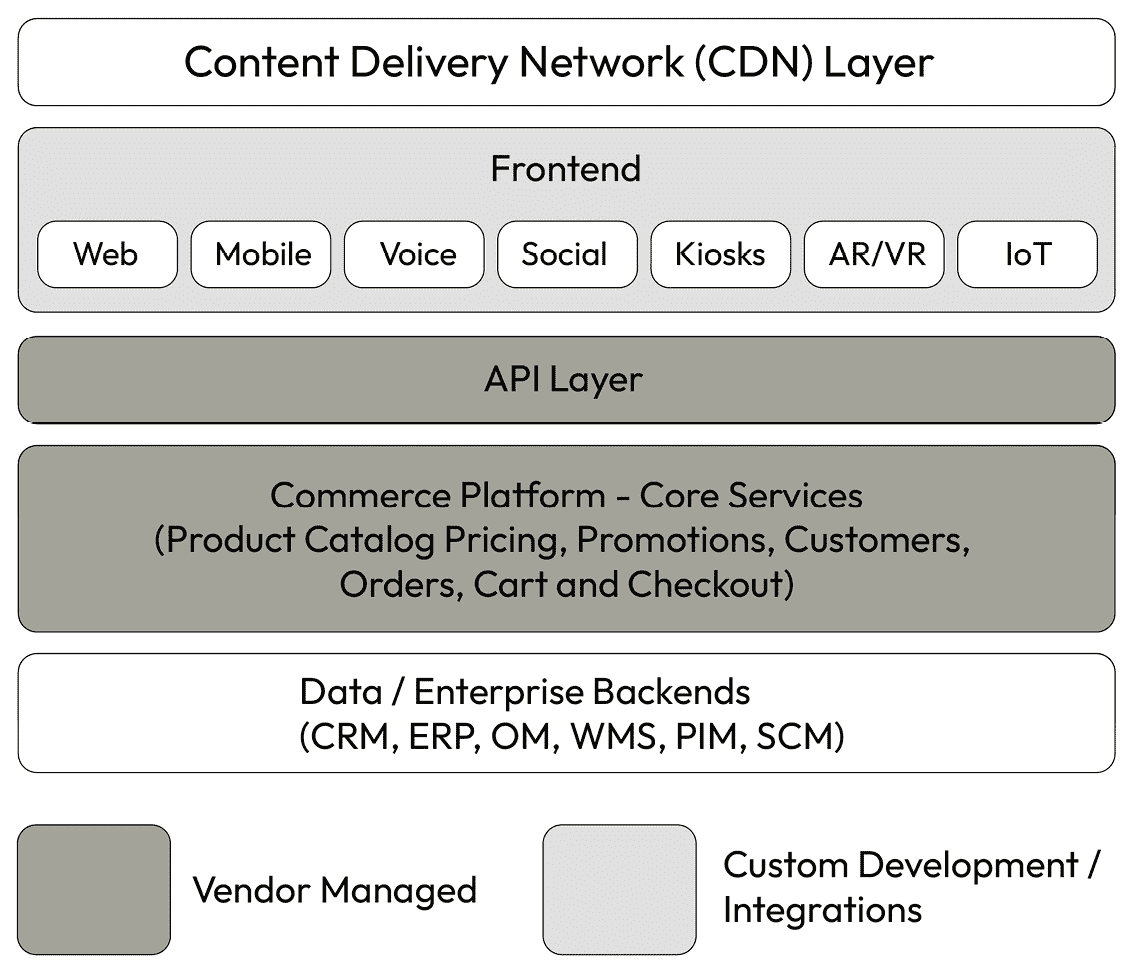 Content Delivery Network (CDN) Layer
Frontend
Web
Mobile
Voice
Social
Kiosks
AR/VR
IoT
API Layer
Commerce Platform - Core Services
(Product Catalog Pricing, Promotions, Customers,
Orders, Cart and Checkout)
Data / Enterprise Backends
(CRM, ERP, OM, WMS, PIM, SCM)
Vendor Managed
Custom Development /
Integrations